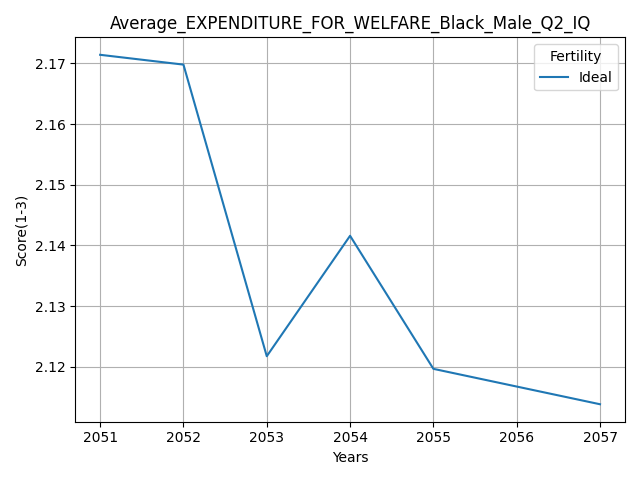 Average_EXPENDITURE_FOR_WELFARE_Black_Male_Q2_IQ
Fertility
Ideal
2.17
2.16
2.15
2.14
2.13
2.12
Score(1-3)
2051 2052 2053 2054 2055 2056 2057
Years